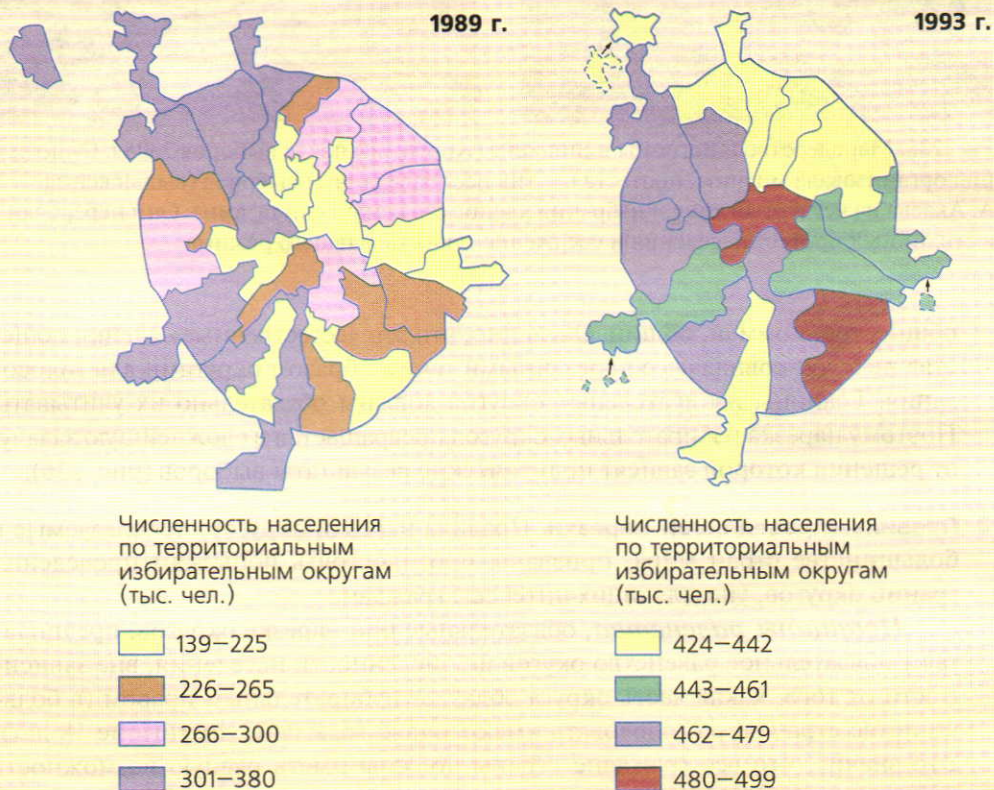 1989 г.
1993 г.
Численность населения
по территориальным
избирательным округам
(тыс. чел.)
139–225
226–265
266–300
301–380
Численность населения
по территориальным
избирательным округам
(тыс. чел.)
424–442
443–461
462–479
480–499